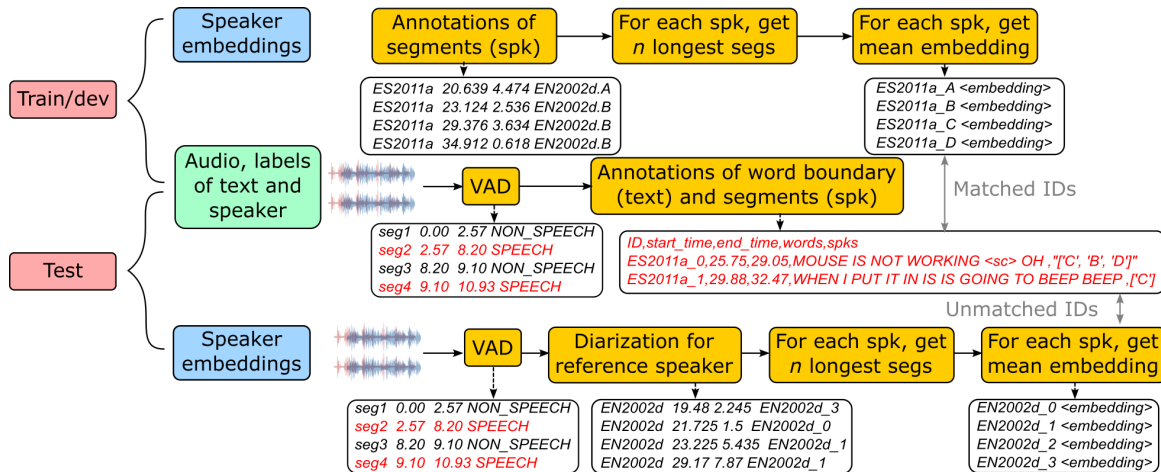 Speaker
embeddings
Annotations of
segments (spk)
For each spk, get
n longest segs
For each spk, get
mean embedding
Train/dev
ES2011a 20.639 4.474 EN2002d.A
ES2011a 23.124 2.536 EN2002d.B
ES2011a 29.376 3.634 EN2002d.B
ES2011a 34.912 0.618 EN2002d.B
ES2011a_A <embedding>
ES2011a_B <embedding>
ES2011a_C <embedding>
ES2011a_D <embedding>
Audio, labels
of text and
speaker
VAD
Annotations of word boundary
(text) and segments (spk)
Matched IDs
seg1 0.00 2.57 NON_SPEECH
seg2 2.57 8.20 SPEECH
seg3 8.20 9.10 NON_SPEECH
seg4 9.10 10.93 SPEECH
ID,start_time,end_time,words,spks
ES2011a_0,25.75,29.05,MOUSE IS NOT WORKING <sc> OH ,"['C', 'B', 'D']"
ES2011a_1,29.88,32.47,WHEN I PUT IT IN IS IS GOING TO BEEP BEEP ,['C']
Test
Unmatched IDs
Speaker
embeddings
VAD
Diarization for
reference speaker
For each spk, get
n longest segs
For each spk, get
mean embedding
seg1 0.00 2.57 NON_SPEECH
seg2 2.57 8.20 SPEECH
seg3 8.20 9.10 NON_SPEECH
seg4 9.10 10.93 SPEECH
EN2002d 19.48 2.245 EN2002d_3
EN2002d 21.725 1.5 EN2002d_0
EN2002d 23.225 5.435 EN2002d_1
EN2002d 29.17 7.87 EN2002d_1
EN2002d_0 <embedding>
EN2002d_1 <embedding>
EN2002d_2 <embedding>
EN2002d_3 <embedding>